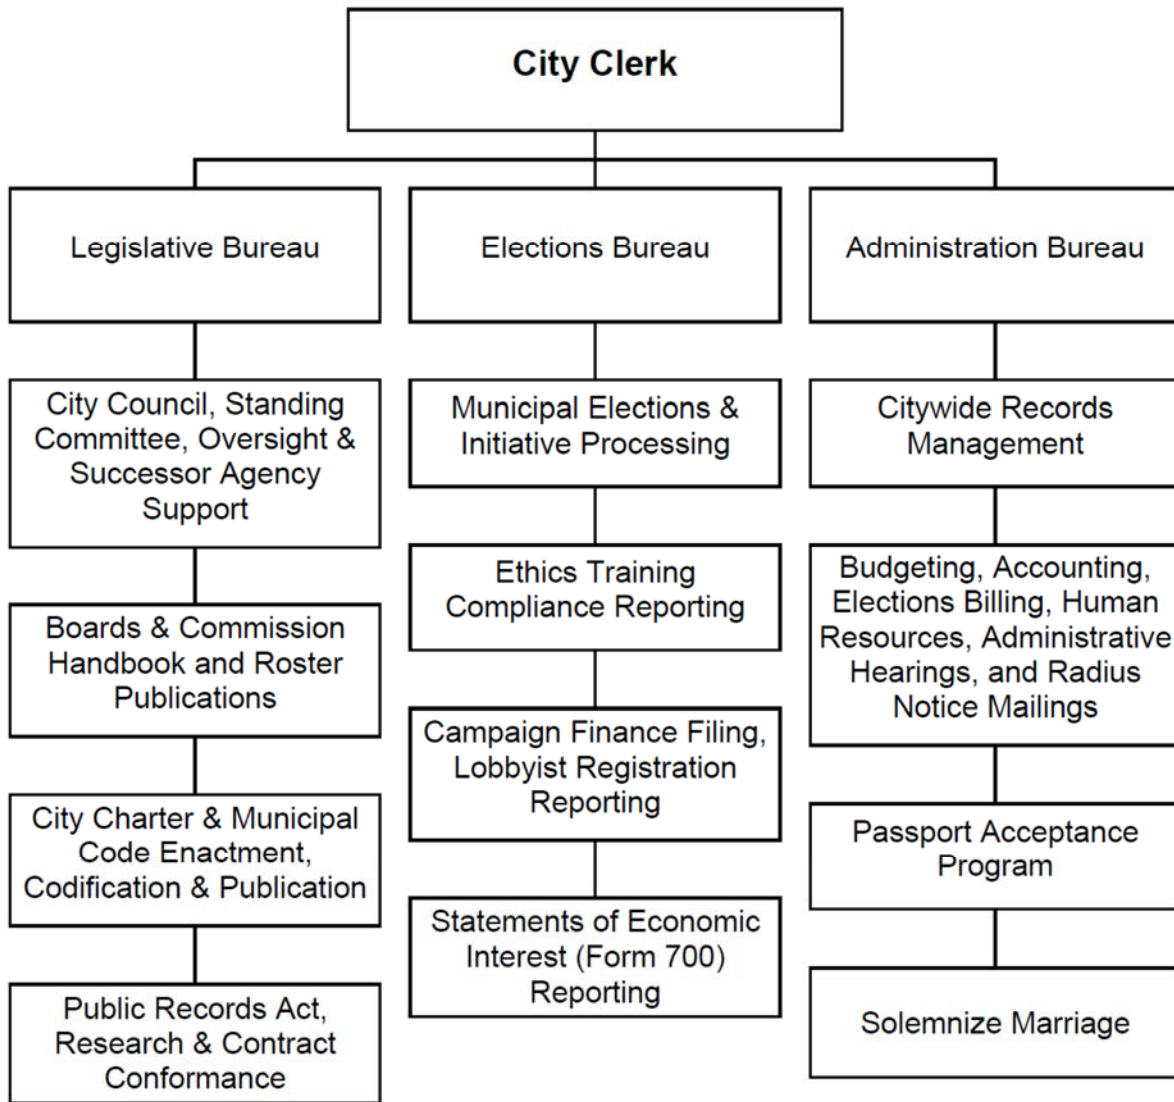 City Clerk
Legislative Bureau
City Council, Standing
Committee, Oversight &
Successor Agency
Support
Boards & Commission
Handbook and Roster
Publications
City Charter & Municipal
Code Enactment,
Codification & Publication
Public Records Act,
Research & Contract
Conformance
Elections Bureau
Municipal Elections &
Initiative Processing
Ethics Training
Compliance Reporting
Campaign Finance Filing,
Lobbyist Registration
Reporting
Statements of Economic
Interest (Form 700)
Reporting
Administration Bureau
Citywide Records
Management
Budgeting, Accounting,
Elections Billing, Human
Resources, Administrative
Hearings, and Radius
Notice Mailings
Passport Acceptance
Program
Solemnize Marriage